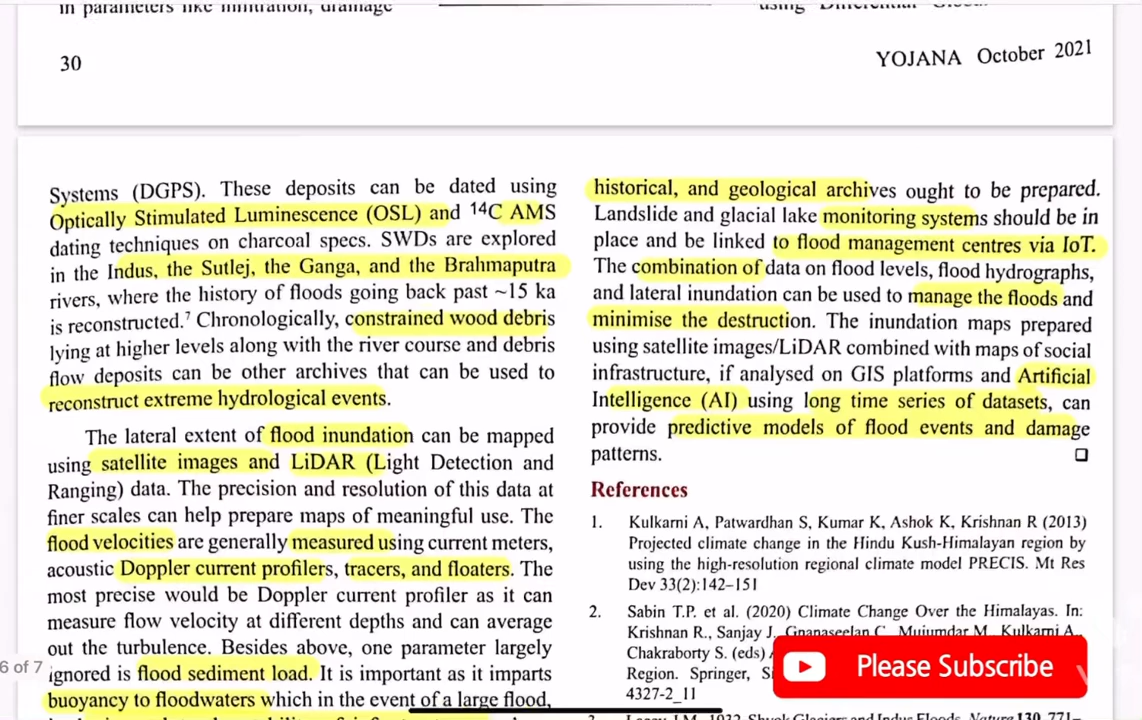 in parameters like infiltration, drainage
using Differential
30
YOJANA October 2021
Systems (DGPS). These deposits can be dated using
Optically Stimulated Luminescence (OSL) and ¹⁴C AMS
dating techniques on charcoal specs. SWDs are explored
in the Indus, the Sutlej, the Ganga, and the Brahmaputra
rivers, where the history of floods going back past ~15 ka
is reconstructed.⁷ Chronologically, constrained wood debris
lying at higher levels along with the river course and debris
flow deposits can be other archives that can be used to
reconstruct extreme hydrological events.
The lateral extent of flood inundation can be mapped
using satellite images and LiDAR (Light Detection and
Ranging) data. The precision and resolution of this data at
finer scales can help prepare maps of meaningful use. The
flood velocities are generally measured using current meters,
acoustic Doppler current profilers, tracers, and floaters. The
most precise would be Doppler current profiler as it can
measure flow velocity at different depths and can average
out the turbulence. Besides above, one parameter largely
ignored is flood sediment load. It is important as it imparts
buoyancy to floodwaters which in the event of a large flood,
historical, and geological archives ought to be prepared.
Landslide and glacial lake monitoring systems should be in
place and be linked to flood management centres via IoT.
The combination of data on flood levels, flood hydrographs,
and lateral inundation can be used to manage the floods and
minimise the destruction. The inundation maps prepared
using satellite images/LiDAR combined with maps of social
infrastructure, if analysed on GIS platforms and Artificial
Intelligence (AI) using long time series of datasets, can
provide predictive models of flood events and damage
patterns.
References
1. Kulkarni A, Patwardhan S, Kumar K, Ashok K, Krishnan R (2013)
Projected climate change in the Hindu Kush-Himalayan region by
using the high-resolution regional climate model PRECIS. Mt Res
Dev 33(2):142–151
2. Sabin T.P. et al. (2020) Climate Change Over the Himalayas. In:
Krishnan R., Sanjay J., Gnanaseelan C., Mujumdar M., Kulkarni A.,
Chakraborty S. (eds)
Region. Springer,
4327-2_11
Nature 130, 771–
6 of 7
Please Subscribe